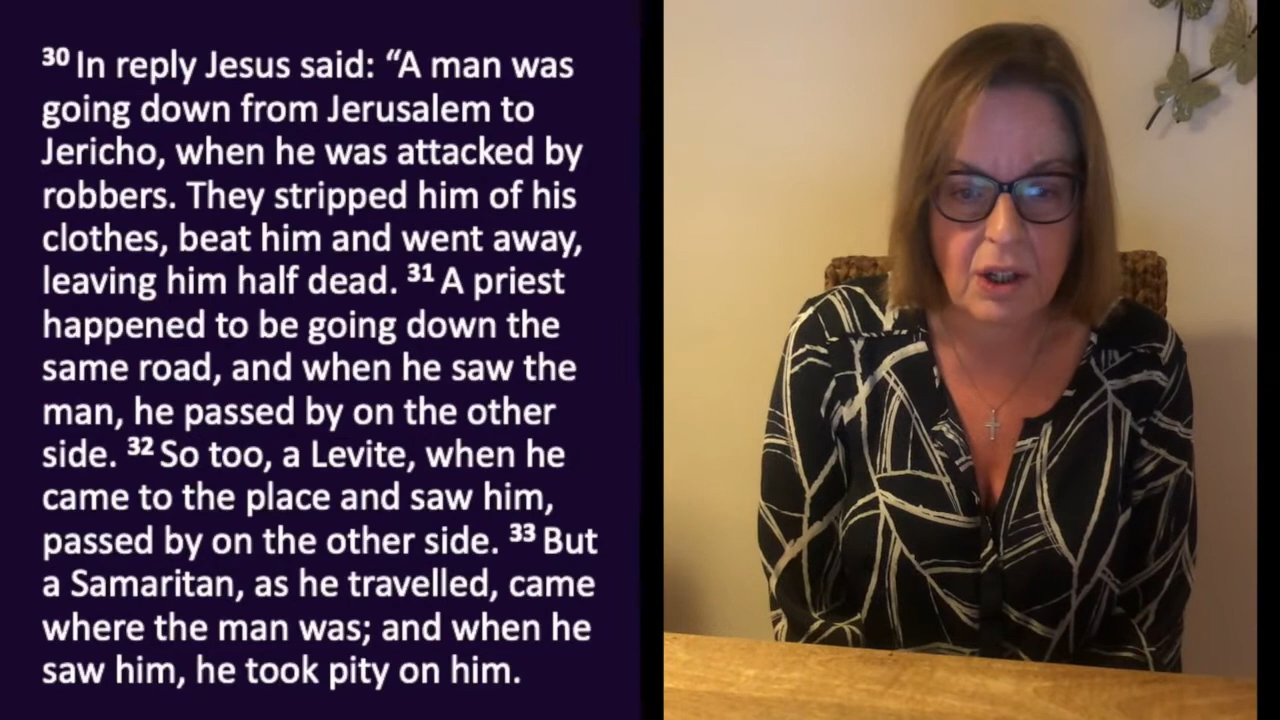 30 In reply Jesus said: “A man was
going down from Jerusalem to
Jericho, when he was attacked by
robbers. They stripped him of his
clothes, beat him and went away,
leaving him half dead. 31 A priest
happened to be going down the
same road, and when he saw the
man, he passed by on the other
side. 32 So too, a Levite, when he
came to the place and saw him,
passed by on the other side. 33 But
a Samaritan, as he travelled, came
where the man was; and when he
saw him, he took pity on him.